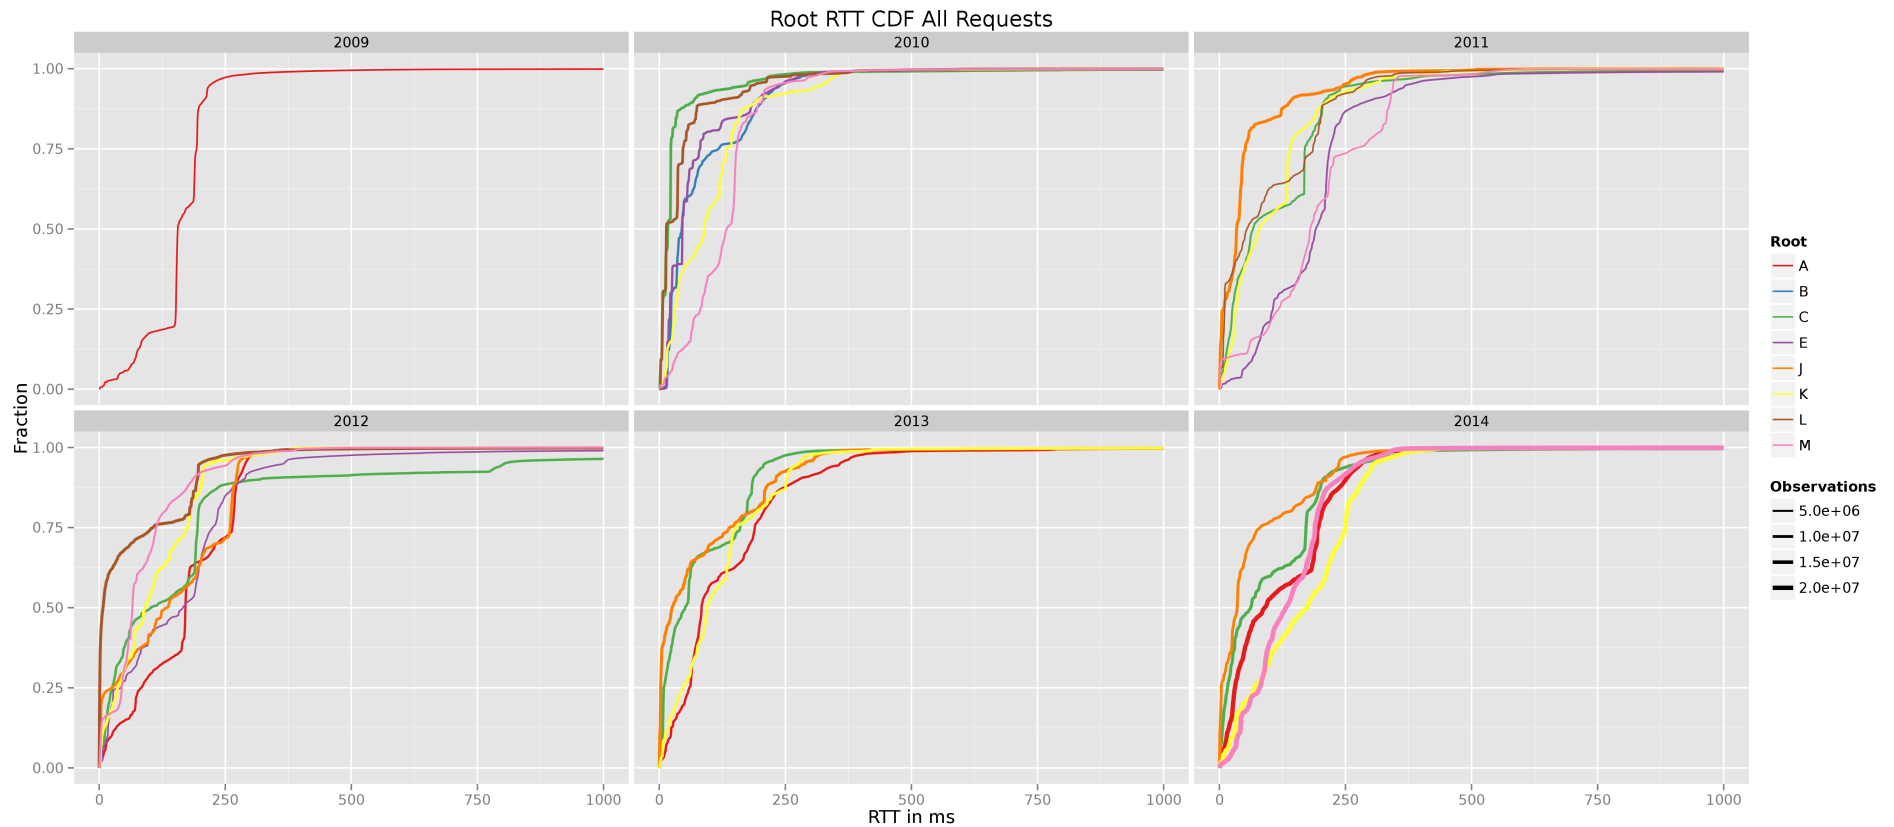 Root RTT CDF All Requests
2009 2010 2011
1.00
0.75
0.50
0.25
0.00
2012 2013 2014
1.00
0.75
0.50
0.25
0.00
0 250 500 750 1000 0 250 500 750 1000 0 250 500 750 1000
RTT in ms
Fraction
Root
A
B
C
E
J
K
L
M
Observations
5.0e+06
1.0e+07
1.5e+07
2.0e+07